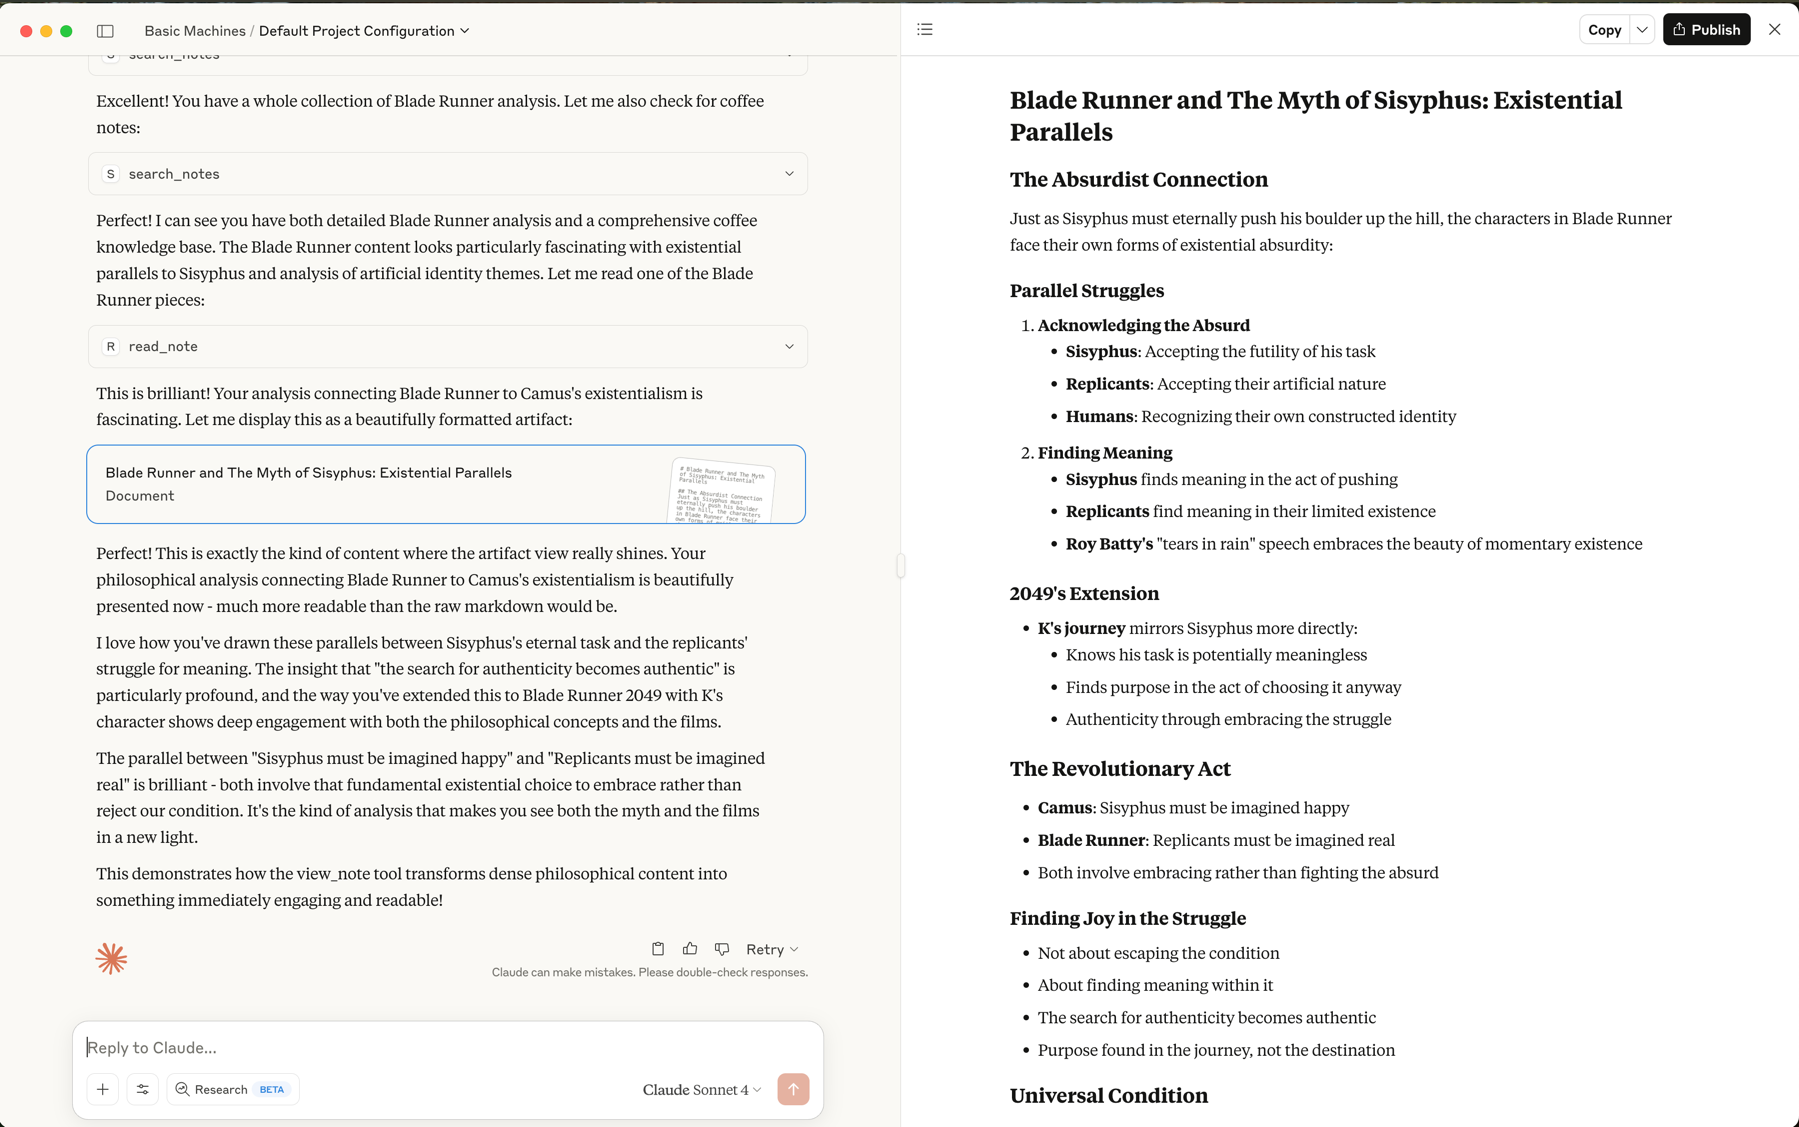 Basic Machines / Default Project Configuration
search_notes
Excellent! You have a whole collection of Blade Runner analysis. Let me also check for coffee
notes:
S search_notes
Perfect! I can see you have both detailed Blade Runner analysis and a comprehensive coffee
knowledge base. The Blade Runner content looks particularly fascinating with existential
parallels to Sisyphus and analysis of artificial identity themes. Let me read one of the Blade
Runner pieces:
R read_note
This is brilliant! Your analysis connecting Blade Runner to Camus's existentialism is
fascinating. Let me display this as a beautifully formatted artifact:
Blade Runner and The Myth of Sisyphus: Existential Parallels
Document
# Blade Runner and The Myth
of Sisyphus: Existential
Parallels
## The Absurdist Connection
Just as Sisyphus must
eternally push his boulder
up the hill, the characters
in Blade Runner face their
own forms of existential
Perfect! This is exactly the kind of content where the artifact view really shines. Your
philosophical analysis connecting Blade Runner to Camus's existentialism is beautifully
presented now - much more readable than the raw markdown would be.
I love how you've drawn these parallels between Sisyphus's eternal task and the replicants'
struggle for meaning. The insight that "the search for authenticity becomes authentic" is
particularly profound, and the way you've extended this to Blade Runner 2049 with K's
character shows deep engagement with both the philosophical concepts and the films.
The parallel between "Sisyphus must be imagined happy" and "Replicants must be imagined
real" is brilliant - both involve that fundamental existential choice to embrace rather than
reject our condition. It's the kind of analysis that makes you see both the myth and the films
in a new light.
This demonstrates how the view_note tool transforms dense philosophical content into
something immediately engaging and readable!
Retry
Claude can make mistakes. Please double-check responses.
Reply to Claude...
Research BETA
Claude Sonnet 4
Copy
Publish
Blade Runner and The Myth of Sisyphus: Existential
Parallels
The Absurdist Connection
Just as Sisyphus must eternally push his boulder up the hill, the characters in Blade Runner
face their own forms of existential absurdity:
Parallel Struggles
1. Acknowledging the Absurd
• Sisyphus: Accepting the futility of his task
• Replicants: Accepting their artificial nature
• Humans: Recognizing their own constructed identity
2. Finding Meaning
• Sisyphus finds meaning in the act of pushing
• Replicants find meaning in their limited existence
• Roy Batty's "tears in rain" speech embraces the beauty of momentary existence
2049's Extension
• K's journey mirrors Sisyphus more directly:
• Knows his task is potentially meaningless
• Finds purpose in the act of choosing it anyway
• Authenticity through embracing the struggle
The Revolutionary Act
• Camus: Sisyphus must be imagined happy
• Blade Runner: Replicants must be imagined real
• Both involve embracing rather than fighting the absurd
Finding Joy in the Struggle
• Not about escaping the condition
• About finding meaning within it
• The search for authenticity becomes authentic
• Purpose found in the journey, not the destination
Universal Condition